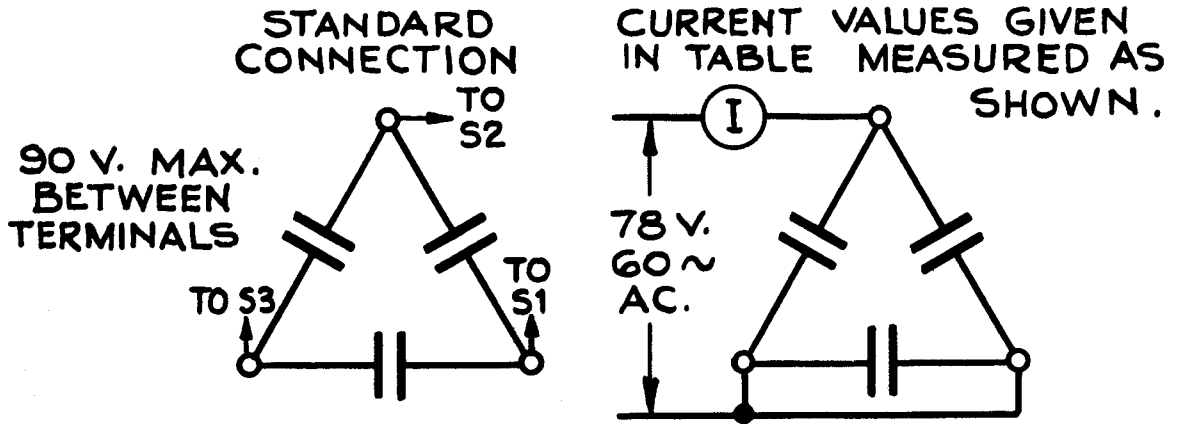 STANDARD
CONNECTION
TO
S2
90 V. MAX.
BETWEEN
TERMINALS
TO S3
TO
S1
CURRENT VALUES GIVEN
IN TABLE MEASURED AS
SHOWN.
I
78 V.
60 ~
AC.